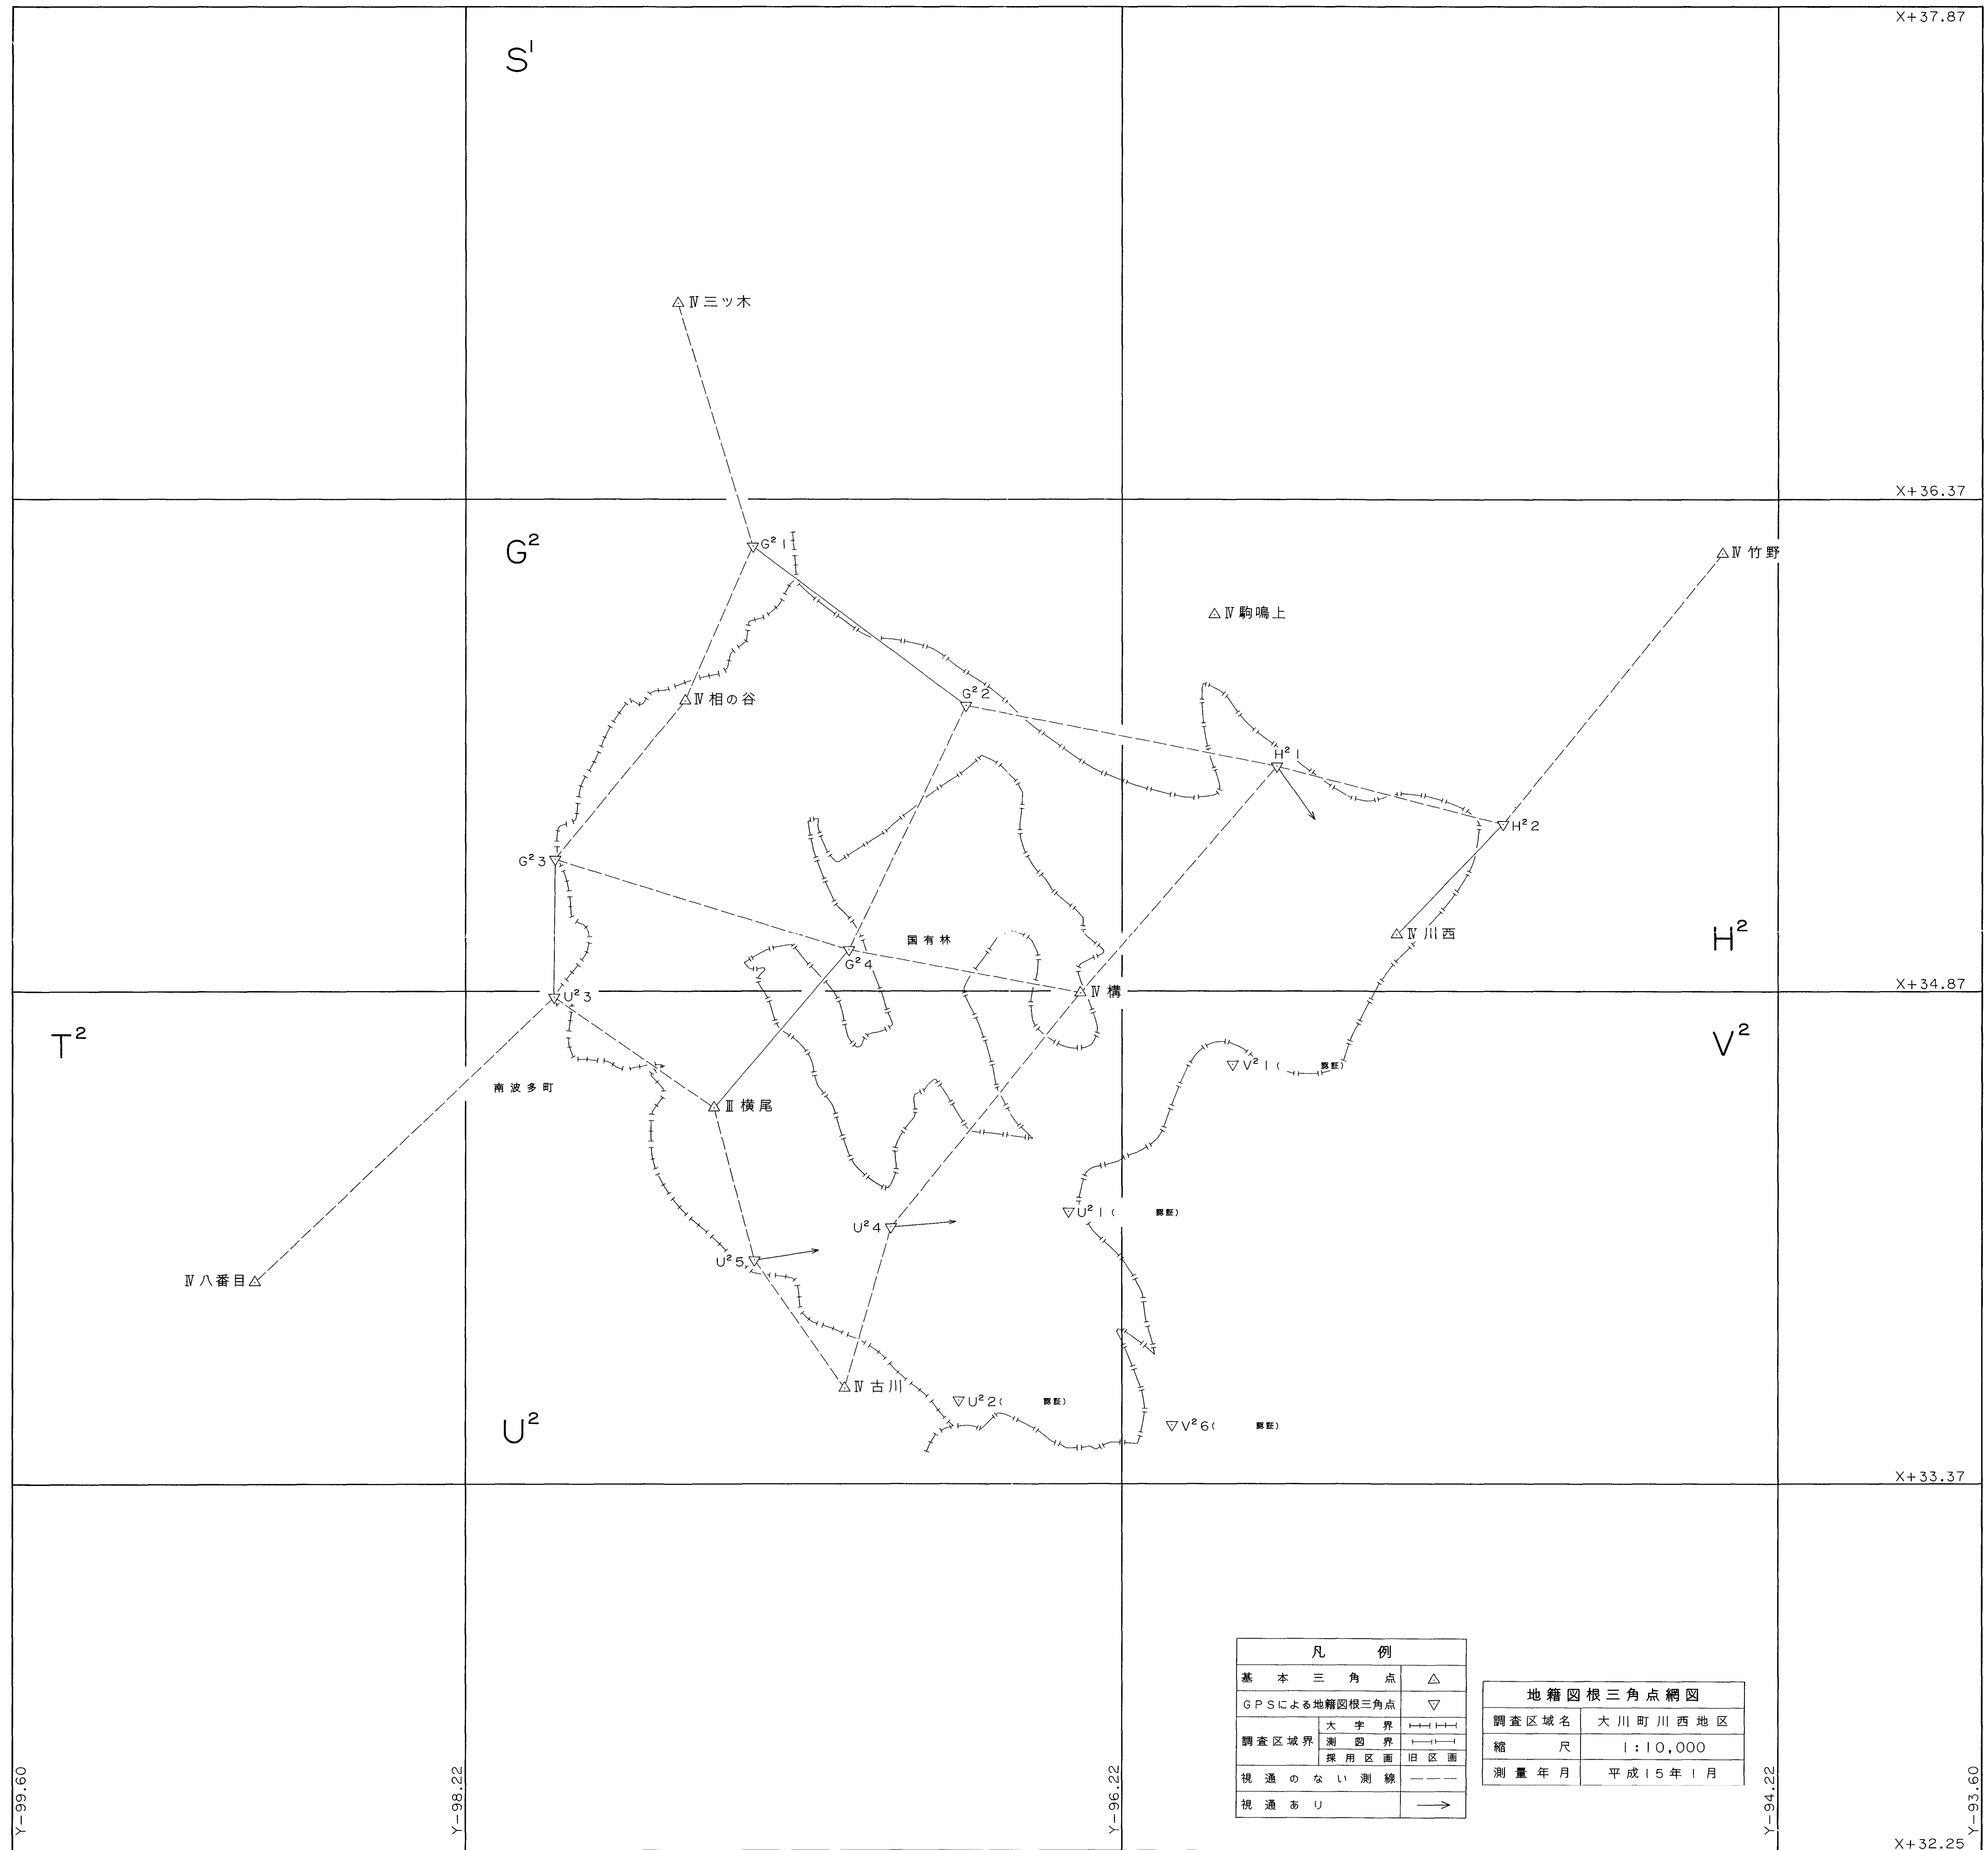 X+37.87
S¹
Ⅳ三ツ木
X+36.37
G²
G²1
Ⅳ竹野
Ⅳ駒鳴上
Ⅳ相の谷
G²2
H²1
H²2
G²3
国有林
Ⅳ川西
H²
G²4
X+34.87
U²3
Ⅳ構
T²
V²
V²1( 認証)
南波多町
Ⅲ横尾
U²1( 認証)
U²4
U²5
Ⅳ八番目
Ⅳ古川
U²2( 認証)
U²
V²6( 認証)
X+33.37
凡 例
基本三角点
GPSによる地籍図根三角点
調査区域界
大字界
測図界
採用区画 旧区画
視通のない測線
視通あり
地籍図根三角点網図
調査区域名 大川町川西地区
縮尺 1:10,000
測量年月 平成15年1月
Y-99.60
Y-98.22
Y-96.22
Y-94.22
Y-93.60
X+32.25